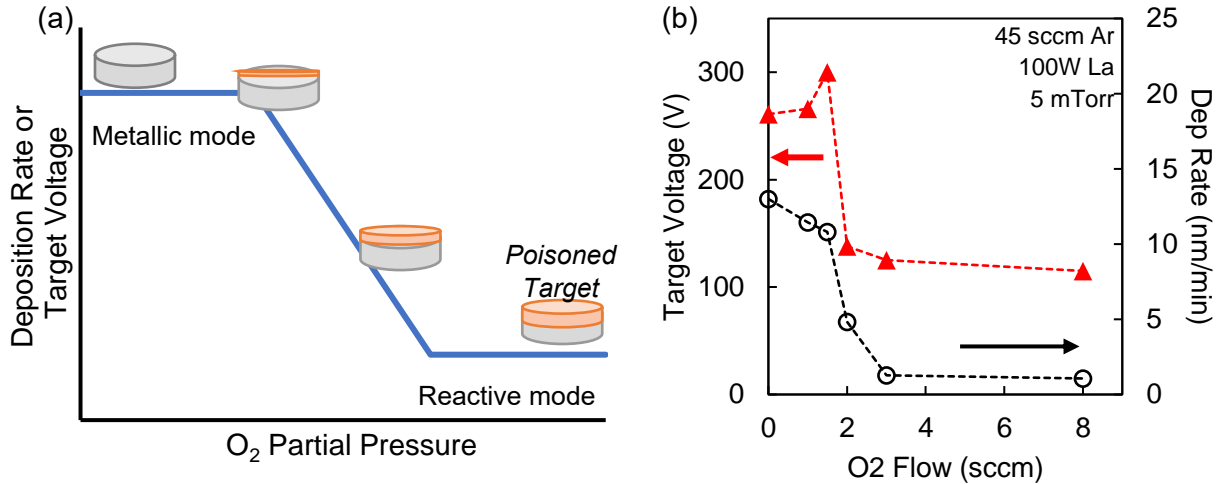 (a)
Deposition Rate or
Target Voltage
Metallic mode
Poisoned
Target
Reactive mode
O₂ Partial Pressure
(b)
45 sccm Ar
100W La
5 mTorr
Target Voltage (V)
300
200
100
0
25
20
15
10
5
0
Dep Rate (nm/min)
0
2
4
6
8
O2 Flow (sccm)